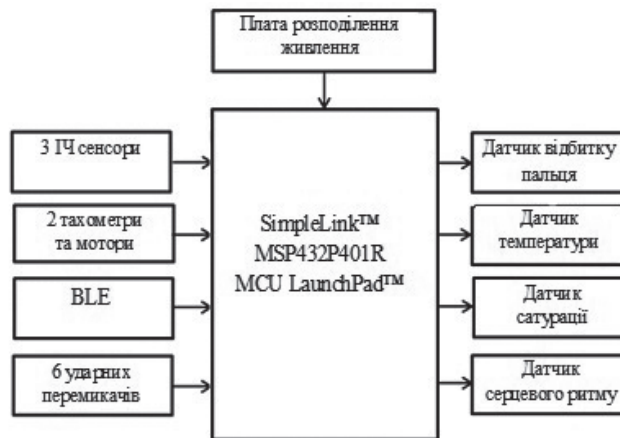 Плата розподілення
живлення
3 ІЧ сенсори
2 тахометри
та мотори
BLE
6 ударних
перемикачів
SimpleLink™
MSP432P401R
MCU LaunchPad™
Датчик відбитку
пальця
Датчик
температури
Датчик
сатурації
Датчик
серцевого ритму